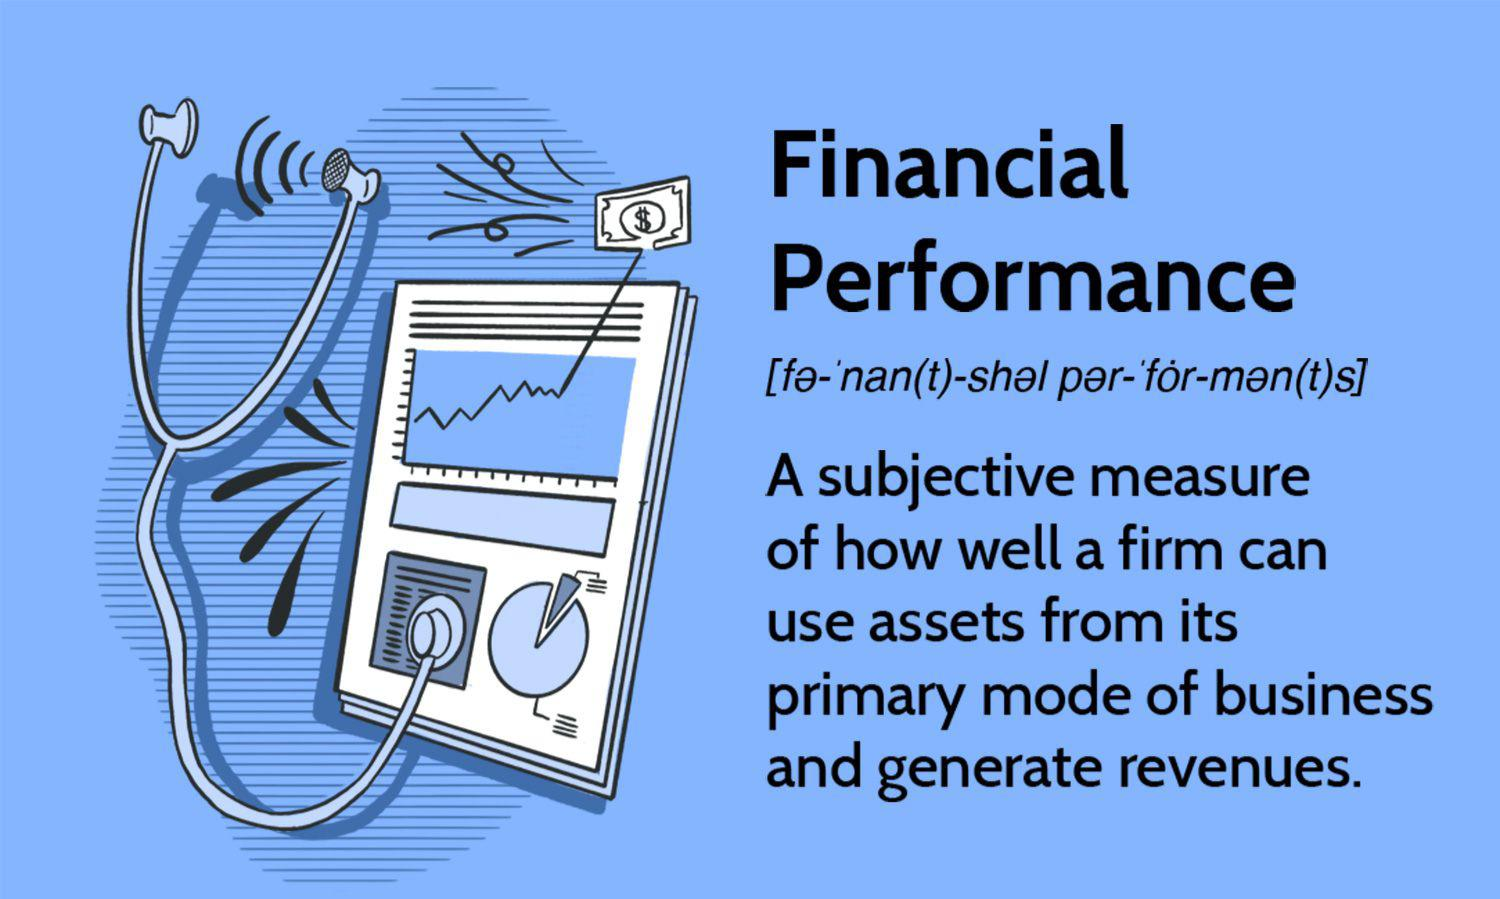 Financial
Performance
[fə-ˈnan(t)-shəl pər-ˈfȯr-mən(t)s]
A subjective measure
of how well a firm can
use assets from its
primary mode of business
and generate revenues.
$